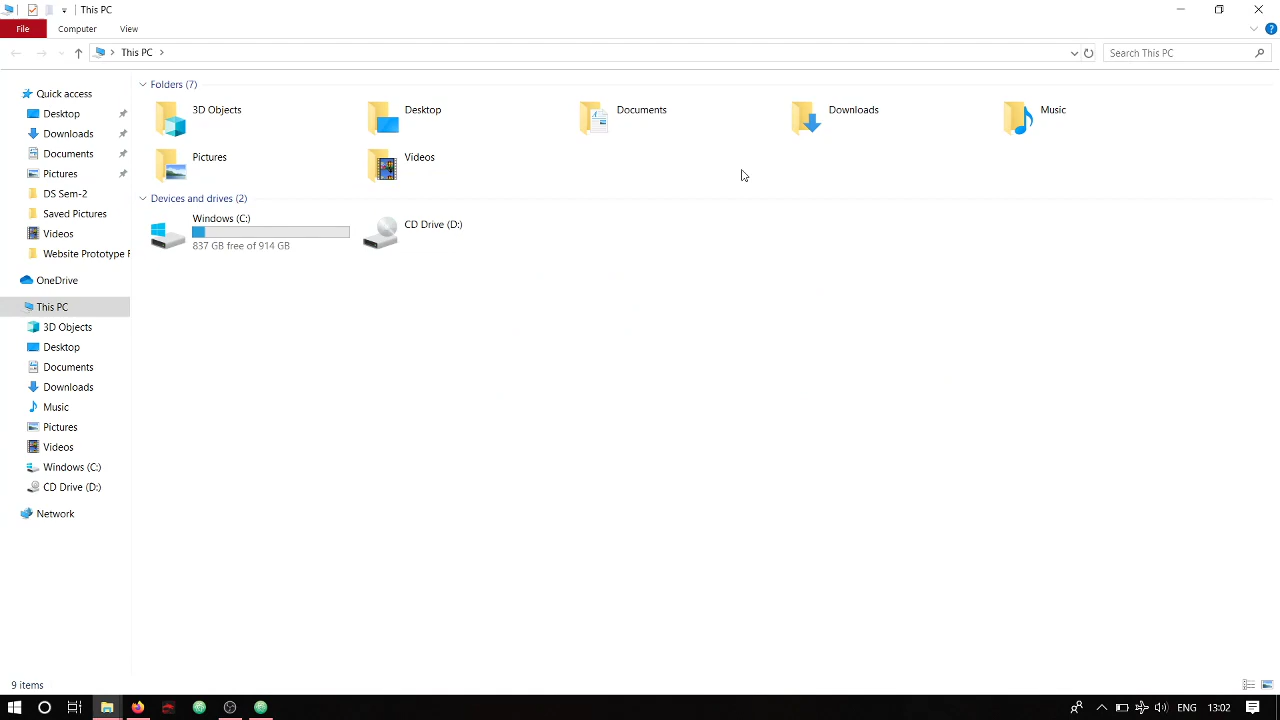 This PC
File Computer View
This PC
Search This PC
Quick access
Desktop
Downloads
Documents
Pictures
DS Sem-2
Saved Pictures
Videos
Website Prototype
OneDrive
This PC
3D Objects
Desktop
Documents
Downloads
Music
Pictures
Videos
Windows (C:)
CD Drive (D:)
Network
Folders (7)
3D Objects Desktop Documents Downloads Music
Pictures Videos
Devices and drives (2)
Windows (C:)
837 GB free of 914 GB
CD Drive (D:)
9 items
ENG 13:02